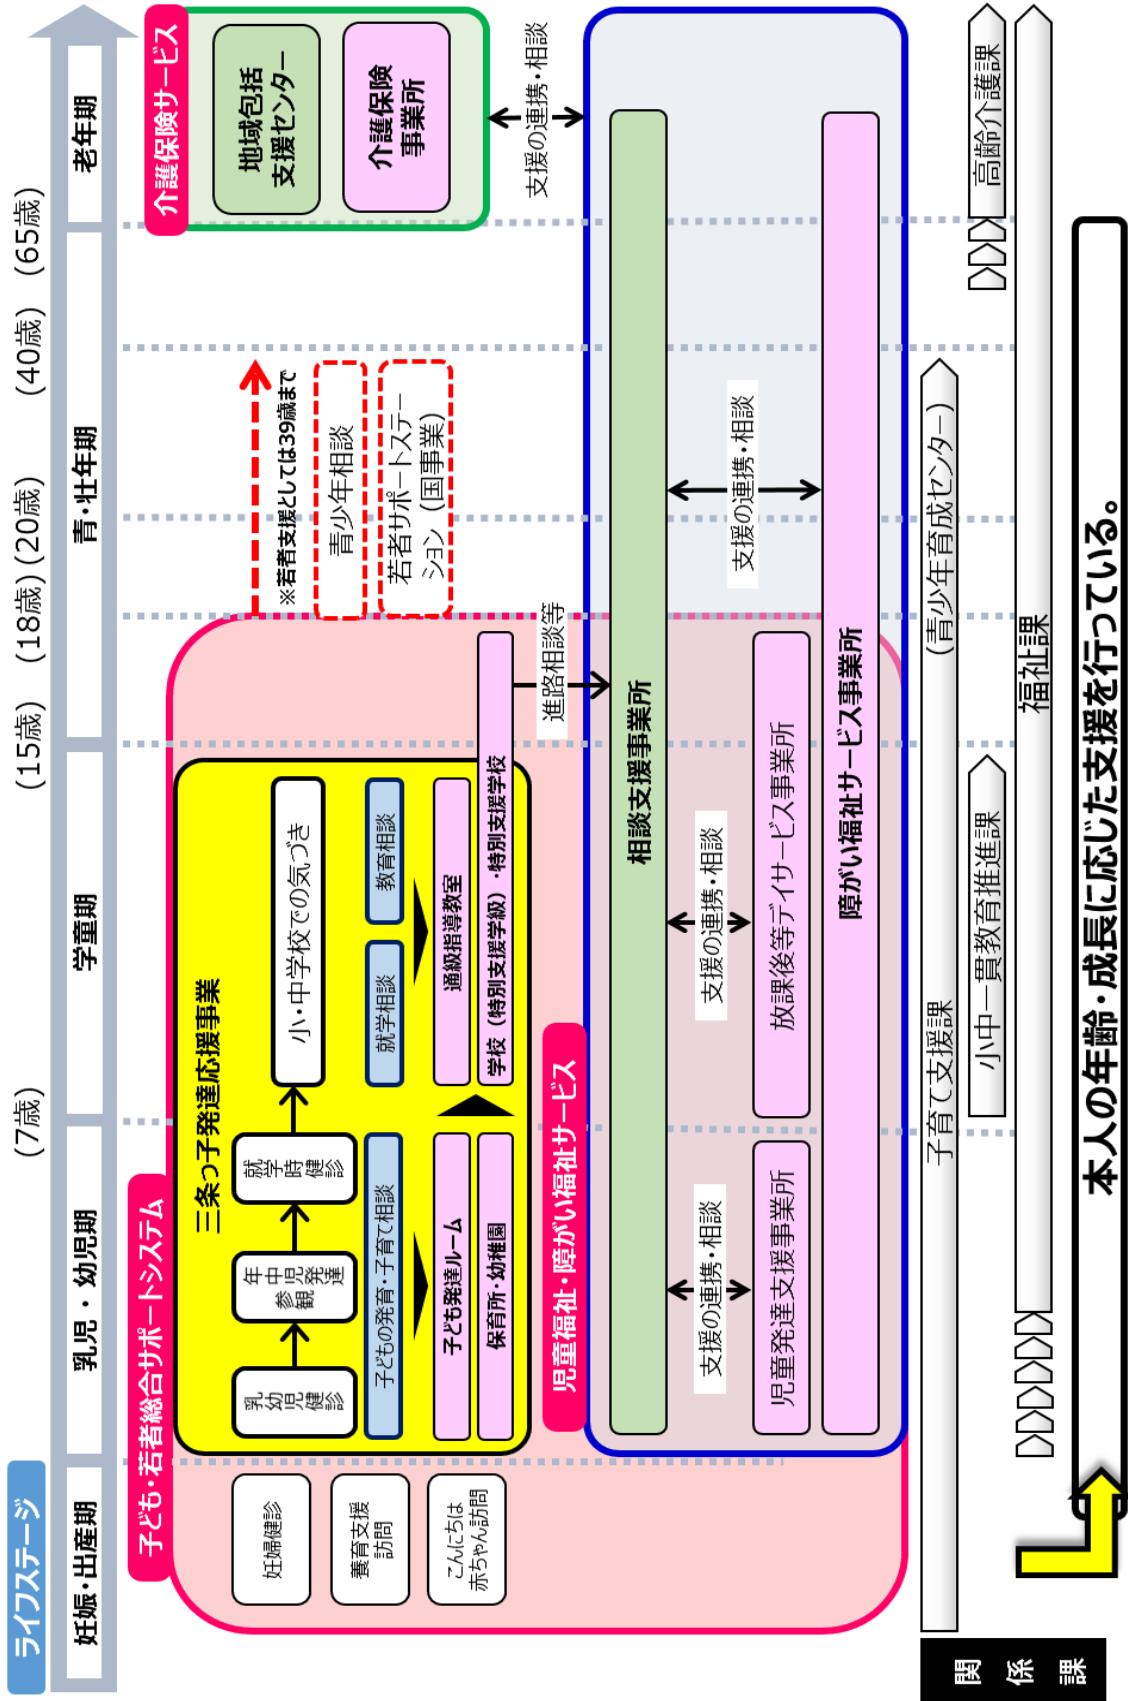 ライフステージ
(7歳)
(15歳)
(18歳)
(20歳)
(40歳)
(65歳)
妊娠・出産期
乳児・幼児期
学童期
青・壮年期
老年期
子ども・若者総合サポートシステム
三条っ子発達応援事業
妊婦健診
養育支援
訪問
こんにちは
赤ちゃん訪問
乳幼児健診
年中児発達
参観
就学時健診
小・中学校での気づき
子どもの発育・子育て相談
就学相談
教育相談
子ども発達ルーム
保育所・幼稚園
通級指導教室
学校（特別支援学級）・特別支援学校
※若者支援としては39歳まで
青少年相談
若者サポートステー
ション（国事業）
介護保険サービス
地域包括
支援センター
介護保険
事業所
支援の連携・相談
進路相談等
児童福祉・障がい福祉サービス
相談支援事業所
支援の連携・相談
支援の連携・相談
支援の連携・相談
児童発達支援事業所
放課後等デイサービス事業所
障がい福祉サービス事業所
関係課
子育て支援課
(青少年育成センター)
小中一貫教育推進課
高齢介護課
福祉課
本人の年齢・成長に応じた支援を行っている。